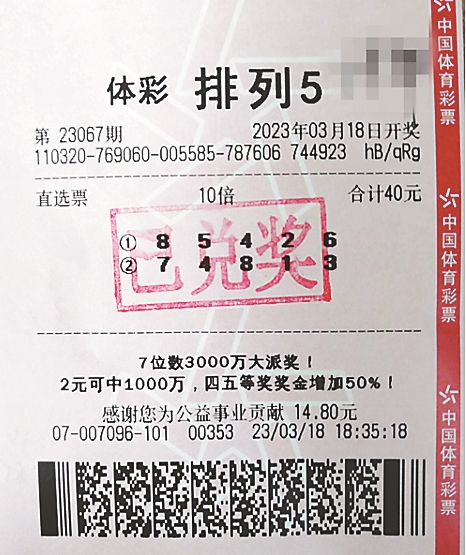 体彩 排列5
第 23067期 2023年03月18日开奖
110320-769060-005585-787606 744923 hB/qRg
直选票 10倍 合计40元
① 8 5 4 2 6
② 7 4 8 1 3
已兑奖
7位数3000万大派奖！
2元可中1000万，四五等奖奖金增加50%！
感谢您为公益事业贡献 14.80元
07-007096-101 00353 23/03/18 18:35:18
中国体育彩票
中国体育彩票
中国体育彩票